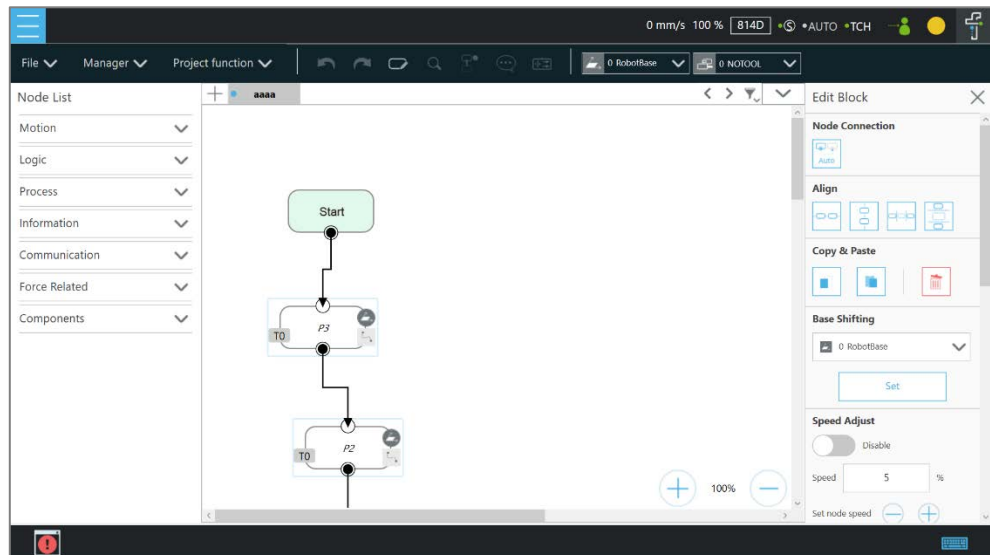 0 mm/s 100 % 814D •Ⓢ •AUTO •TCH
File Manager Project function 0 RobotBase 0 NOTOOL
Node List
aaaa
Edit Block
Motion
Logic
Process
Information
Communication
Force Related
Components
Start
T0 P3
T0 P2
100%
Node Connection
Auto
Align
Copy & Paste
Base Shifting
0 RobotBase
Set
Speed Adjust
Disable
Speed 5 %
Set node speed